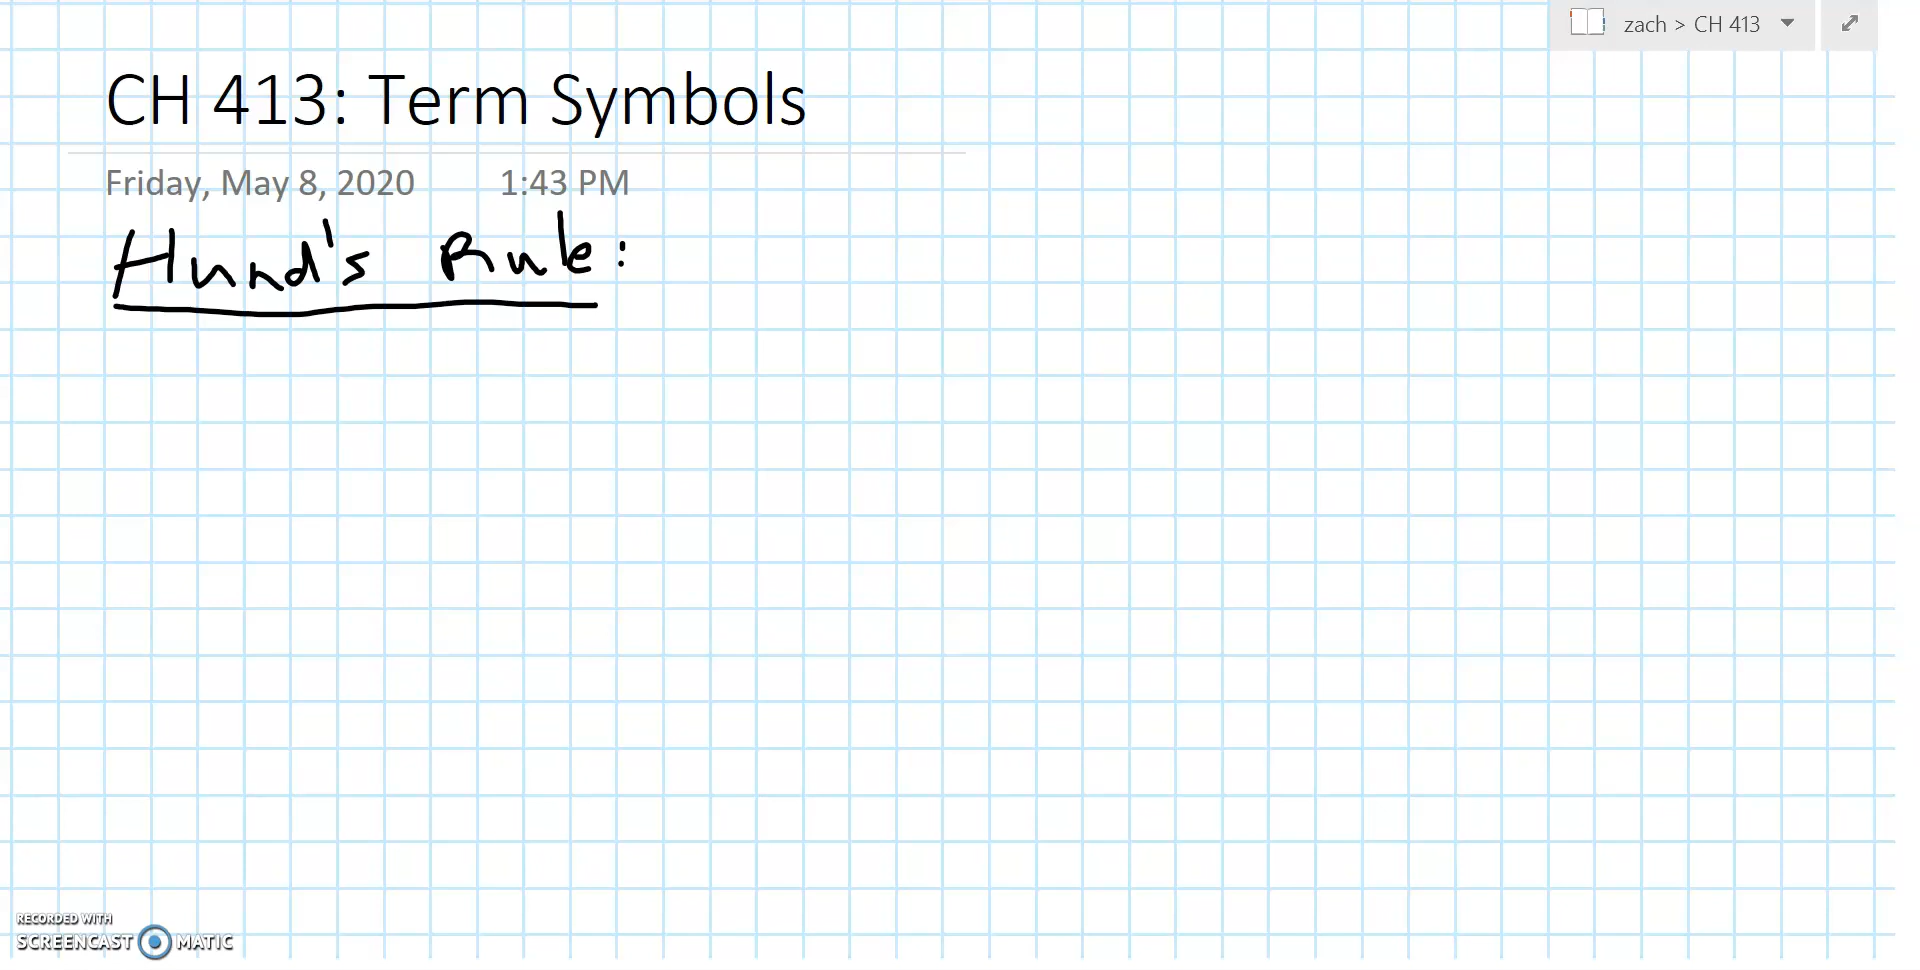 zach > CH 413
CH 413: Term Symbols
Friday, May 8, 2020 1:43 PM
Hund's Rule:
RECORDED WITH
SCREENCAST MATIC